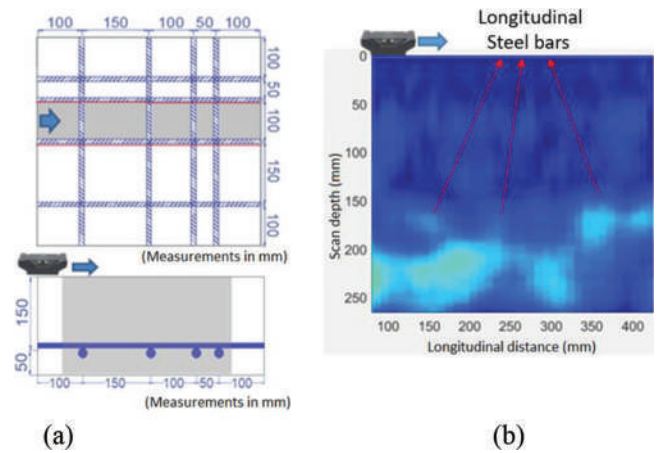 100 150 100 50 100
100
50
100
150
100
(Measurements in mm)
150
50
100 150 100 50 100
(Measurements in mm)
(a)
Longitudinal
Steel bars
0
50
100
150
200
250
Scan depth (mm)
100 150 200 250 300 350 400
Longitudinal distance (mm)
(b)